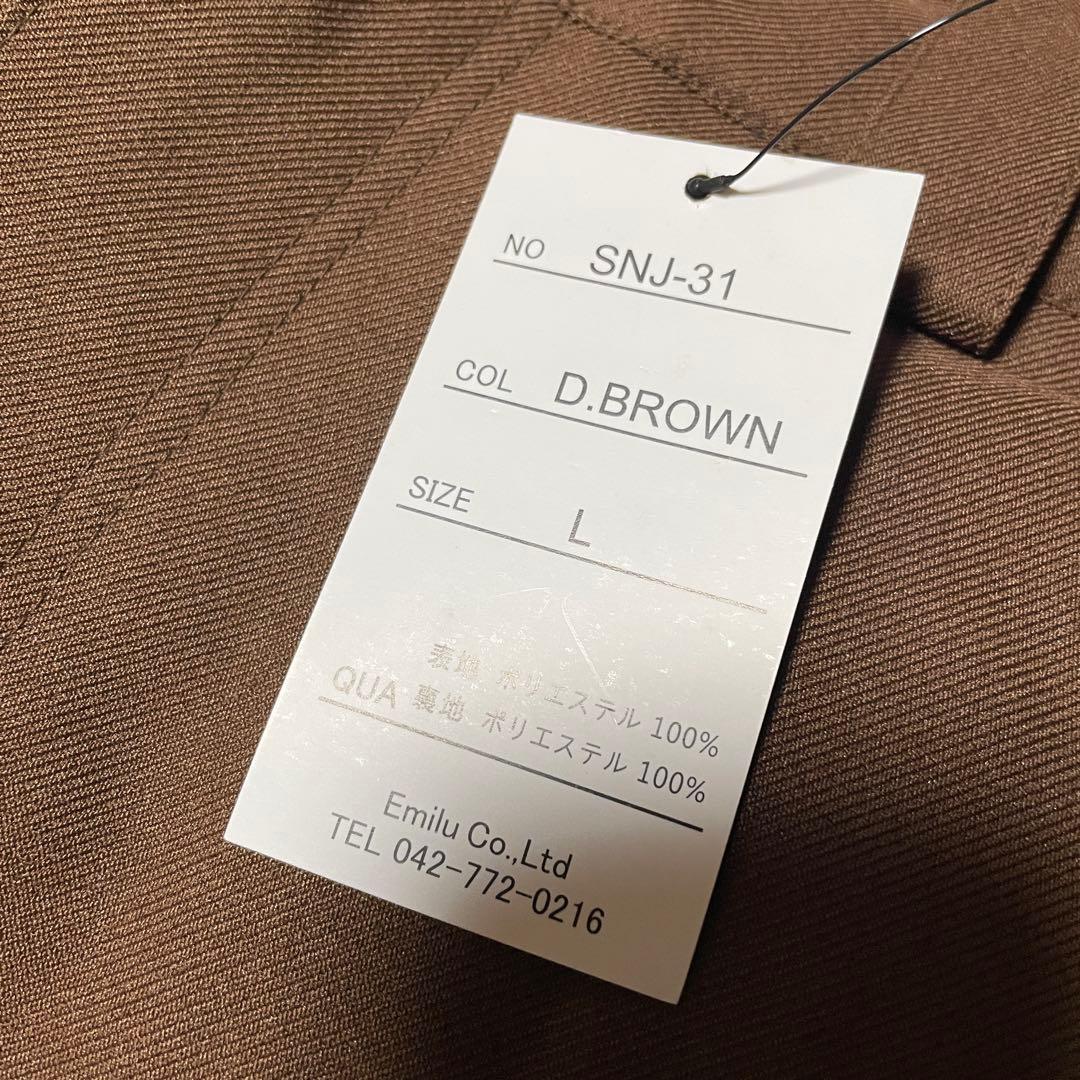 NO SNJ-31
COL D.BROWN
SIZE L
表地 ポリエステル 100%
QUA 裏地 ポリエステル 100%
Emilu Co.,Ltd
TEL 042-772-0216